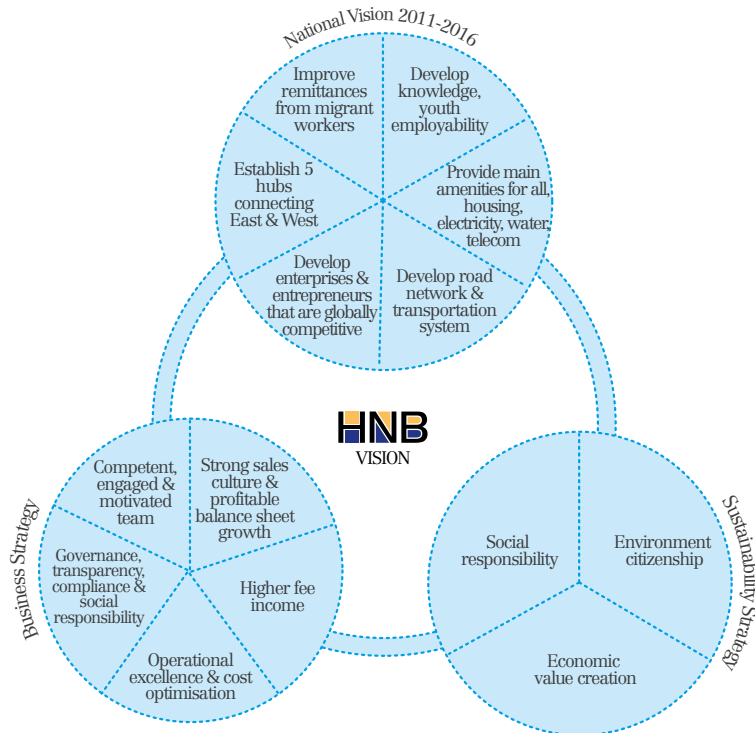 National Vision 2011-2016
Improve
remittances
from migrant
workers
Develop
knowledge,
youth
employability
Establish 5
hubs
connecting
East & West
Provide main
amenities for all,
housing,
electricity, water,
telecom
Develop
enterprises &
entrepreneurs
that are globally
competitive
Develop road
network &
transportation
system
HNB
VISION
Business Strategy
Competent,
engaged &
motivated
team
Strong sales
culture &
profitable
balance sheet
growth
Governance,
transparency,
compliance &
social
responsibility
Higher fee
income
Operational
excellence & cost
optimisation
Sustainability Strategy
Social
responsibility
Environment
citizenship
Economic
value creation